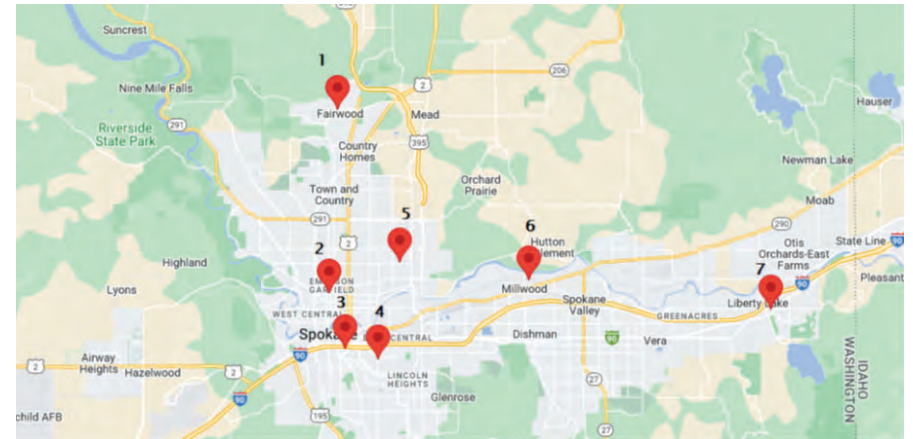 Suncrest
1
2
206
Nine Mile Falls
Hauser
Fairwood
Mead
291
Riverside
State Park
395
Country
Homes
Newman Lake
Orchard
Prairie
Town and
Country
Moab
291
5
6
290
2
Hutton
Otis
Orchards-East
Farms
State Line
90
Highland
2
7
90
Pleasant
Lyons
Millwood
Liberty Lake
Spokane
Valley
WEST CENTRAL
3
4
GREENACRES
Spokane
CENTRAL
Dishman
90
Vera
Airway
Heights
Hazelwood
2
2
90
LINCOLN
HEIGHTS
27
IDAHO
WASHINGTON
90
Glenrose
child AFB
195
27